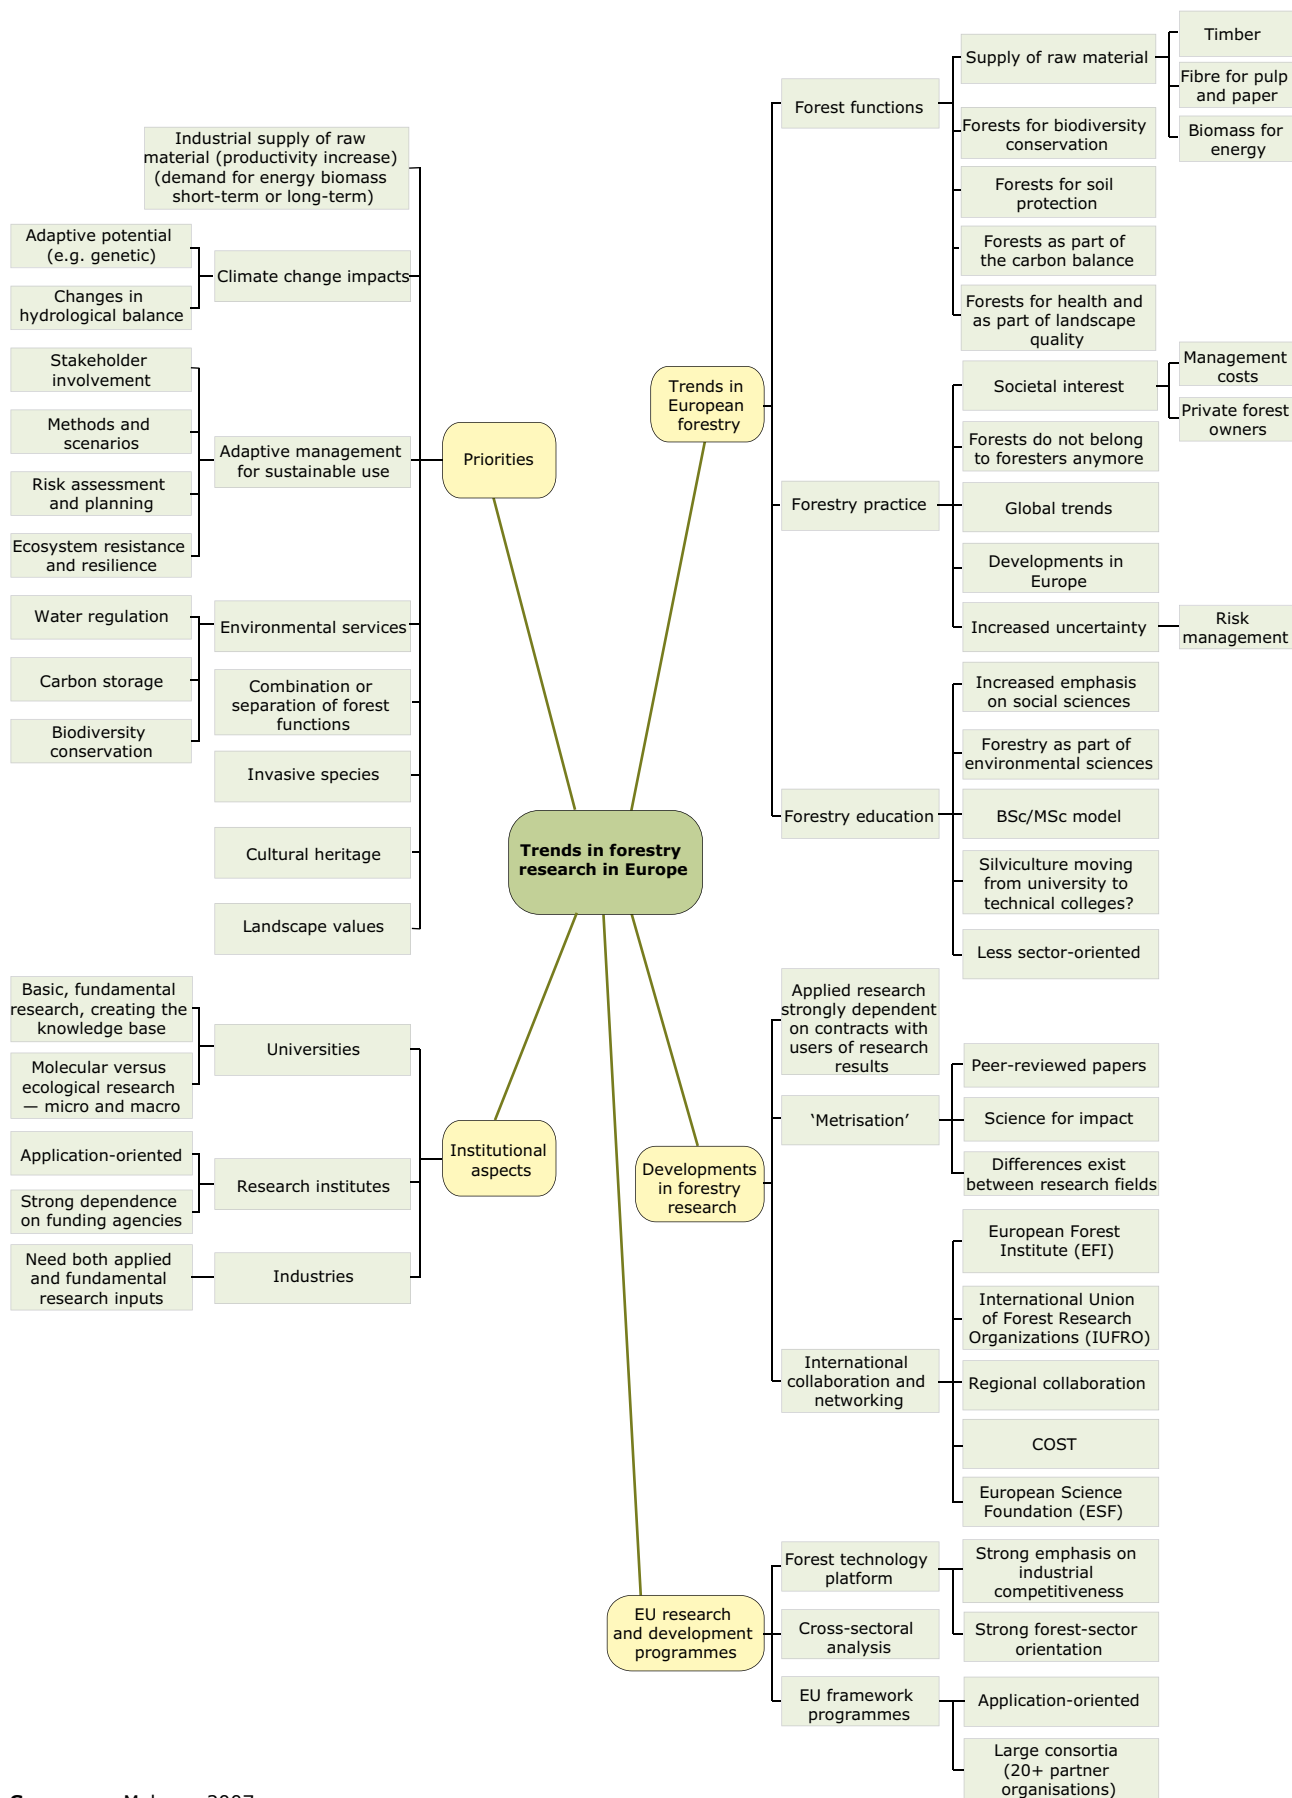 Trends in forestry
research in Europe
Priorities
Industrial supply of raw
material (productivity increase)
(demand for energy biomass
short-term or long-term)
Climate change impacts
Adaptive potential
(e.g. genetic)
Changes in
hydrological balance
Adaptive management
for sustainable use
Stakeholder
involvement
Methods and
scenarios
Risk assessment
and planning
Ecosystem resistance
and resilience
Environmental services
Water regulation
Carbon storage
Biodiversity
conservation
Combination or
separation of forest
functions
Invasive species
Cultural heritage
Landscape values
Institutional
aspects
Universities
Basic, fundamental
research, creating the
knowledge base
Molecular versus
ecological research
— micro and macro
Research institutes
Application-oriented
Strong dependence
on funding agencies
Industries
Need both applied
and fundamental
research inputs
Trends in
European
forestry
Forest functions
Supply of raw material
Timber
Fibre for pulp
and paper
Biomass for
energy
Forests for biodiversity
conservation
Forests for soil
protection
Forests as part of
the carbon balance
Forests for health and
as part of landscape
quality
Forestry practice
Societal interest
Management
costs
Private forest
owners
Forests do not belong
to foresters anymore
Global trends
Developments in
Europe
Increased uncertainty
Risk
management
Forestry education
Increased emphasis
on social sciences
Forestry as part of
environmental sciences
BSc/MSc model
Silviculture moving
from university to
technical colleges?
Less sector-oriented
Developments
in forestry
research
Applied research
strongly dependent
on contracts with
users of research
results
‘Metrisation’
Peer-reviewed papers
Science for impact
Differences exist
between research fields
International
collaboration and
networking
European Forest
Institute (EFI)
International Union
of Forest Research
Organizations (IUFRO)
Regional collaboration
COST
European Science
Foundation (ESF)
EU research
and development
programmes
Forest technology
platform
Strong emphasis on
industrial
competitiveness
Strong forest-sector
orientation
Cross-sectoral
analysis
EU framework
programmes
Application-oriented
Large consortia
(20+ partner
organisations)